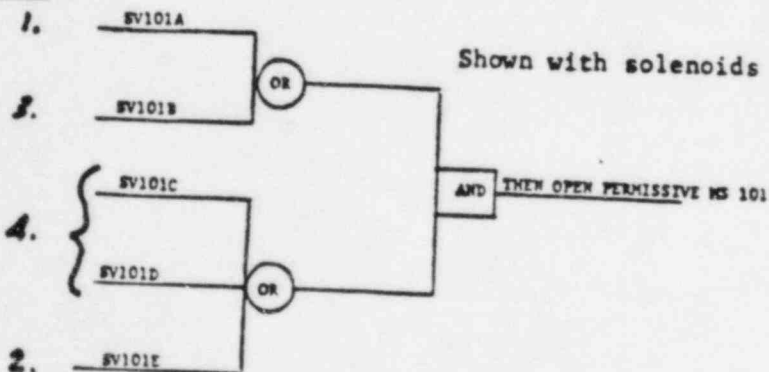 1. SV101A
OR
Shown with solenoids
3. SV101B
SV101C
AND THEN OPEN PERMISSIVE MS 101
4.
SV101D
OR
2. SV101E